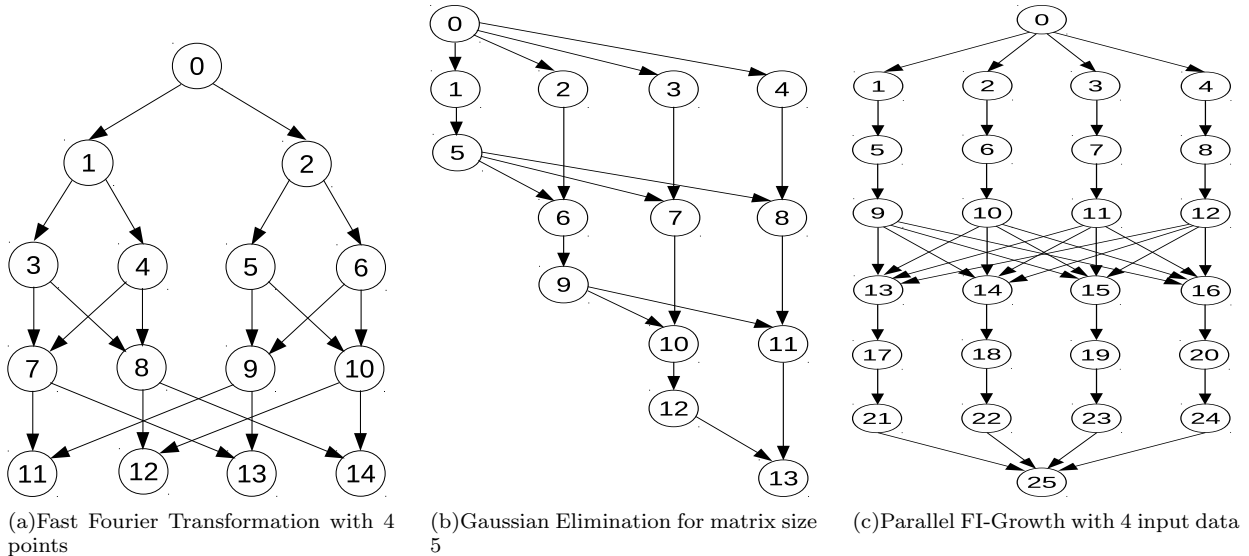 0
1 2
3 4 5 6
7 8 9 10
11 12 13 14
(a)Fast Fourier Transformation with 4
points
0
1 2 3 4
5
6 7 8
9
10 11
12
13
(b)Gaussian Elimination for matrix size
5
0
1 2 3 4
5 6 7 8
9 10 11 12
13 14 15 16
17 18 19 20
21 22 23 24
25
(c)Parallel FI-Growth with 4 input data